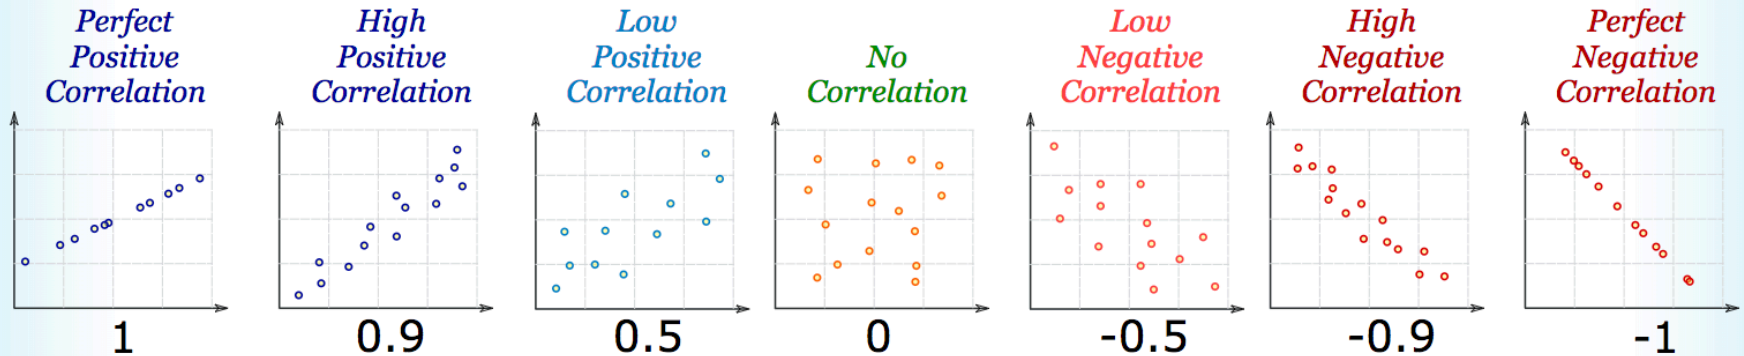 Perfect
Positive
Correlation
1
High
Positive
Correlation
0.9
Low
Positive
Correlation
0.5
No
Correlation
0
Low
Negative
Correlation
-0.5
High
Negative
Correlation
-0.9
Perfect
Negative
Correlation
-1